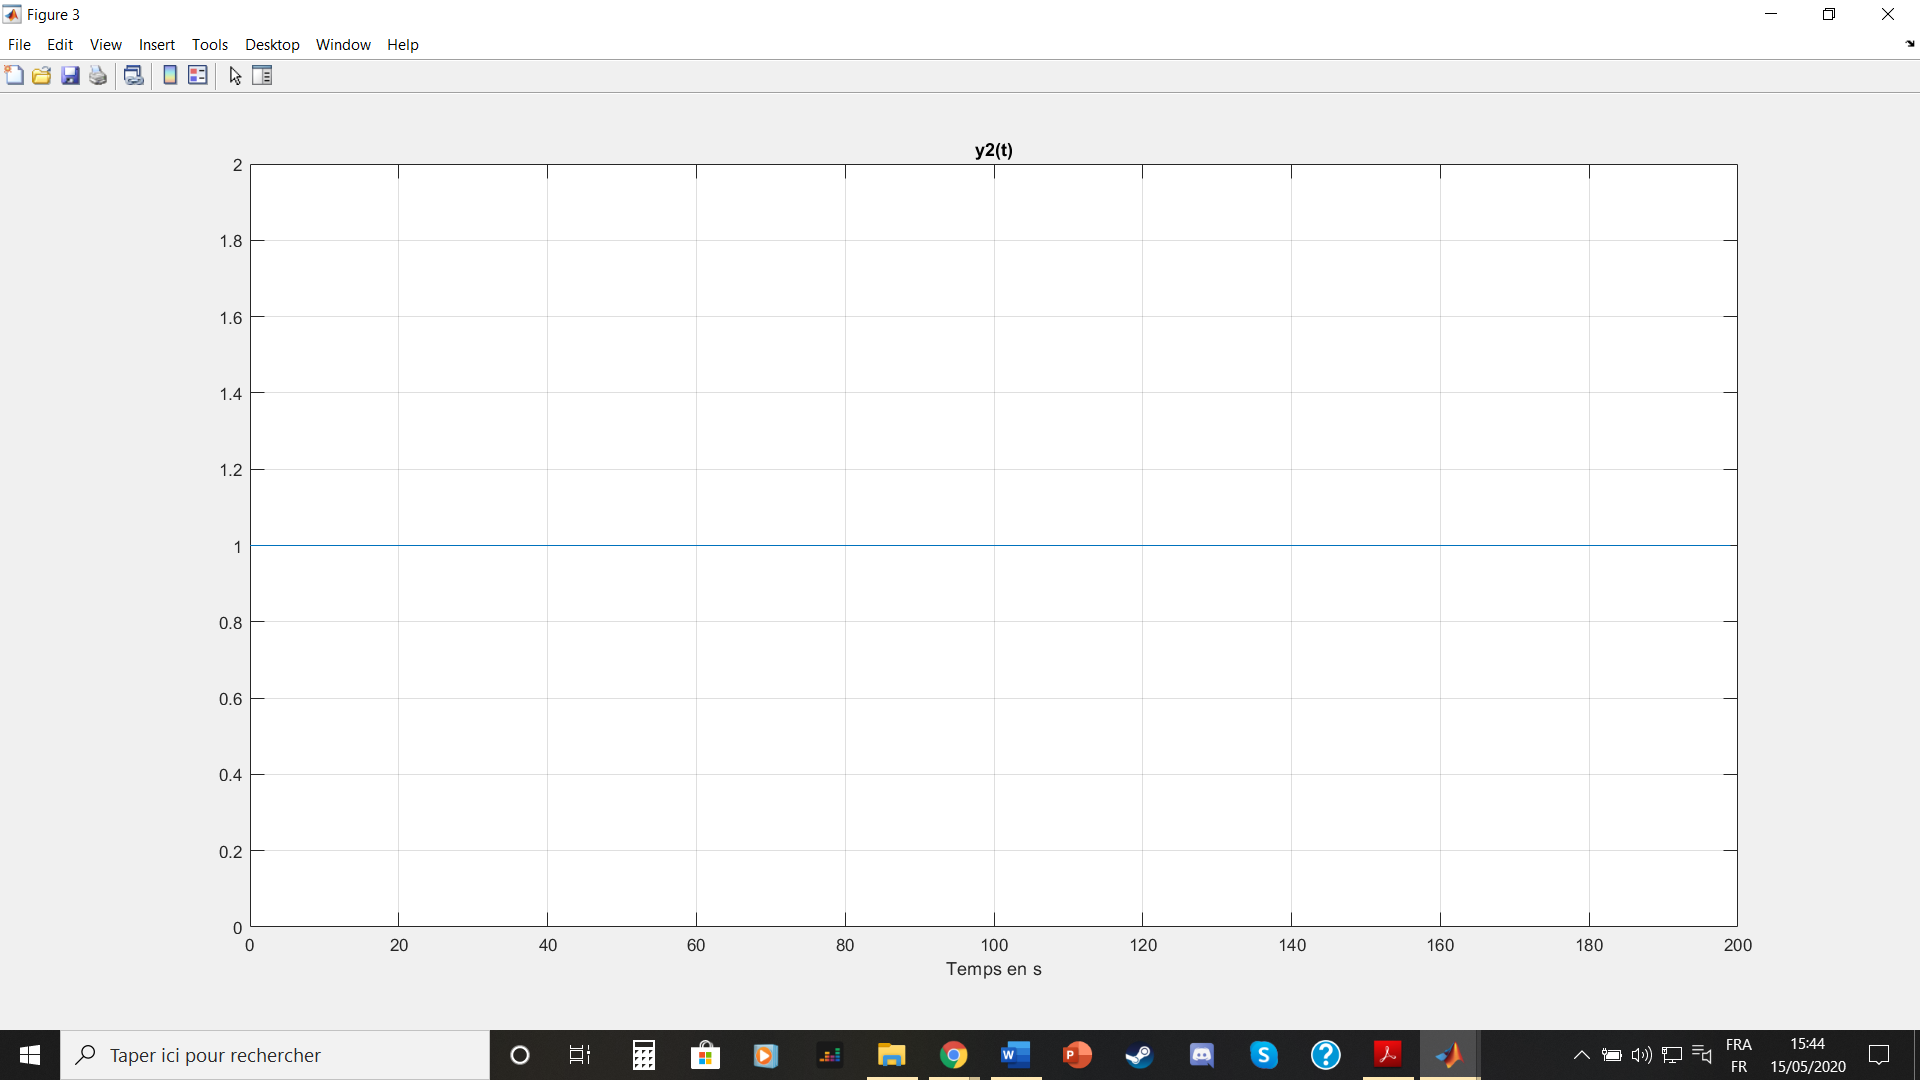 Figure 3
File Edit View Insert Tools Desktop Window Help
y2(t)
2
1.8
1.6
1.4
1.2
1
0.8
0.6
0.4
0.2
0
0 20 40 60 80 100 120 140 160 180 200
Temps en s
Taper ici pour rechercher
FRA
FR
15:44
15/05/2020